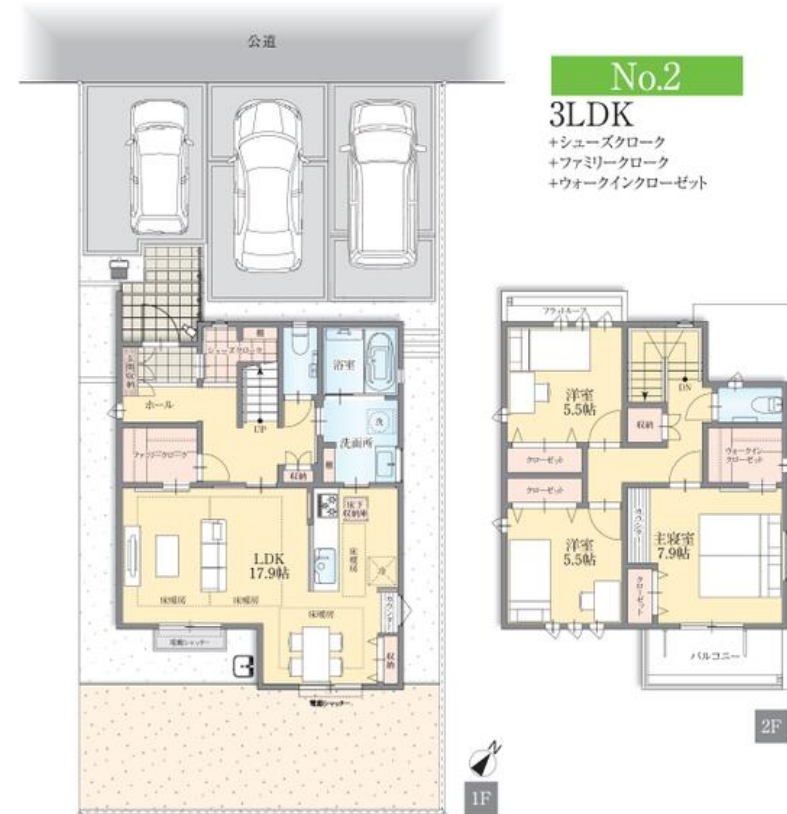 公道
No.2
3LDK
+シューズクローク
+ファミリークローク
+ウォークインクローゼット
棚
シューズクローク
浴室
玄関収納
ホール
UP
洗
洗面所
ファミリークローク
収納
棚
床下収納庫
LDK
17.9帖
床暖房
冷
床暖房
床暖房
床暖房
カウンター
収納
電動シャッター
電動シャッター
N
1F
フラットルーフ
洋室
5.5帖
DN
収納
クローゼット
クローゼット
ウォークイン
クローゼット
カウンター
主寝室
7.9帖
洋室
5.5帖
クローゼット
バルコニー
2F